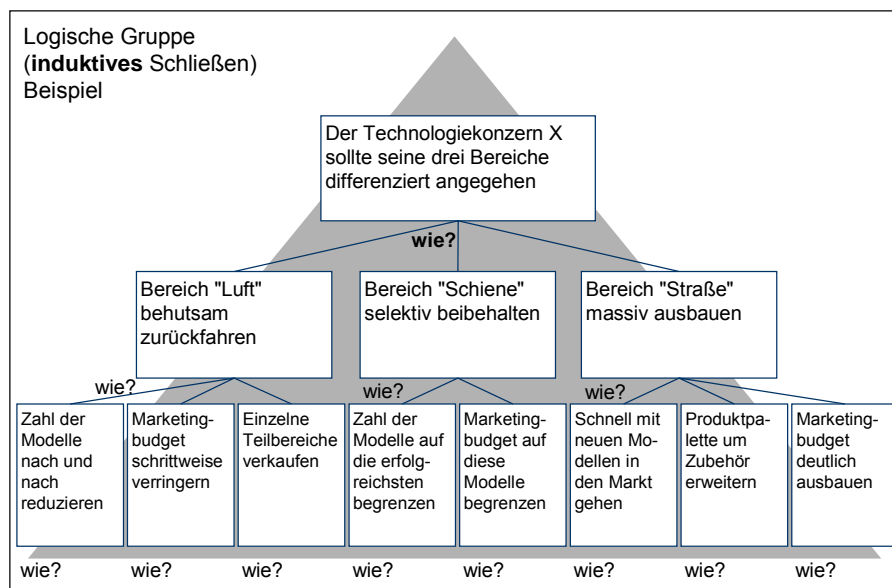 Logische Gruppe
(induktives Schließen)
Beispiel
Der Technologiekonzern X
sollte seine drei Bereiche
differenziert angegehen
wie?
Bereich "Luft"
behutsam
zurückfahren
Bereich "Schiene"
selektiv beibehalten
Bereich "Straße"
massiv ausbauen
wie?
wie?
wie?
Zahl der
Modelle
nach und
nach
reduzieren
Marketing-
budget
schrittweise
verringern
Einzelne
Teilbereiche
verkaufen
Zahl der
Modelle auf
die erfolg-
reichsten
begrenzen
Marketing-
budget auf
diese
Modelle
begrenzen
Schnell mit
neuen Mo-
dellen in
den Markt
gehen
Produktpa-
lette um
Zubehör
erweitern
Marketing-
budget
deutlich
ausbauen
wie?
wie?
wie?
wie?
wie?
wie?
wie?
wie?